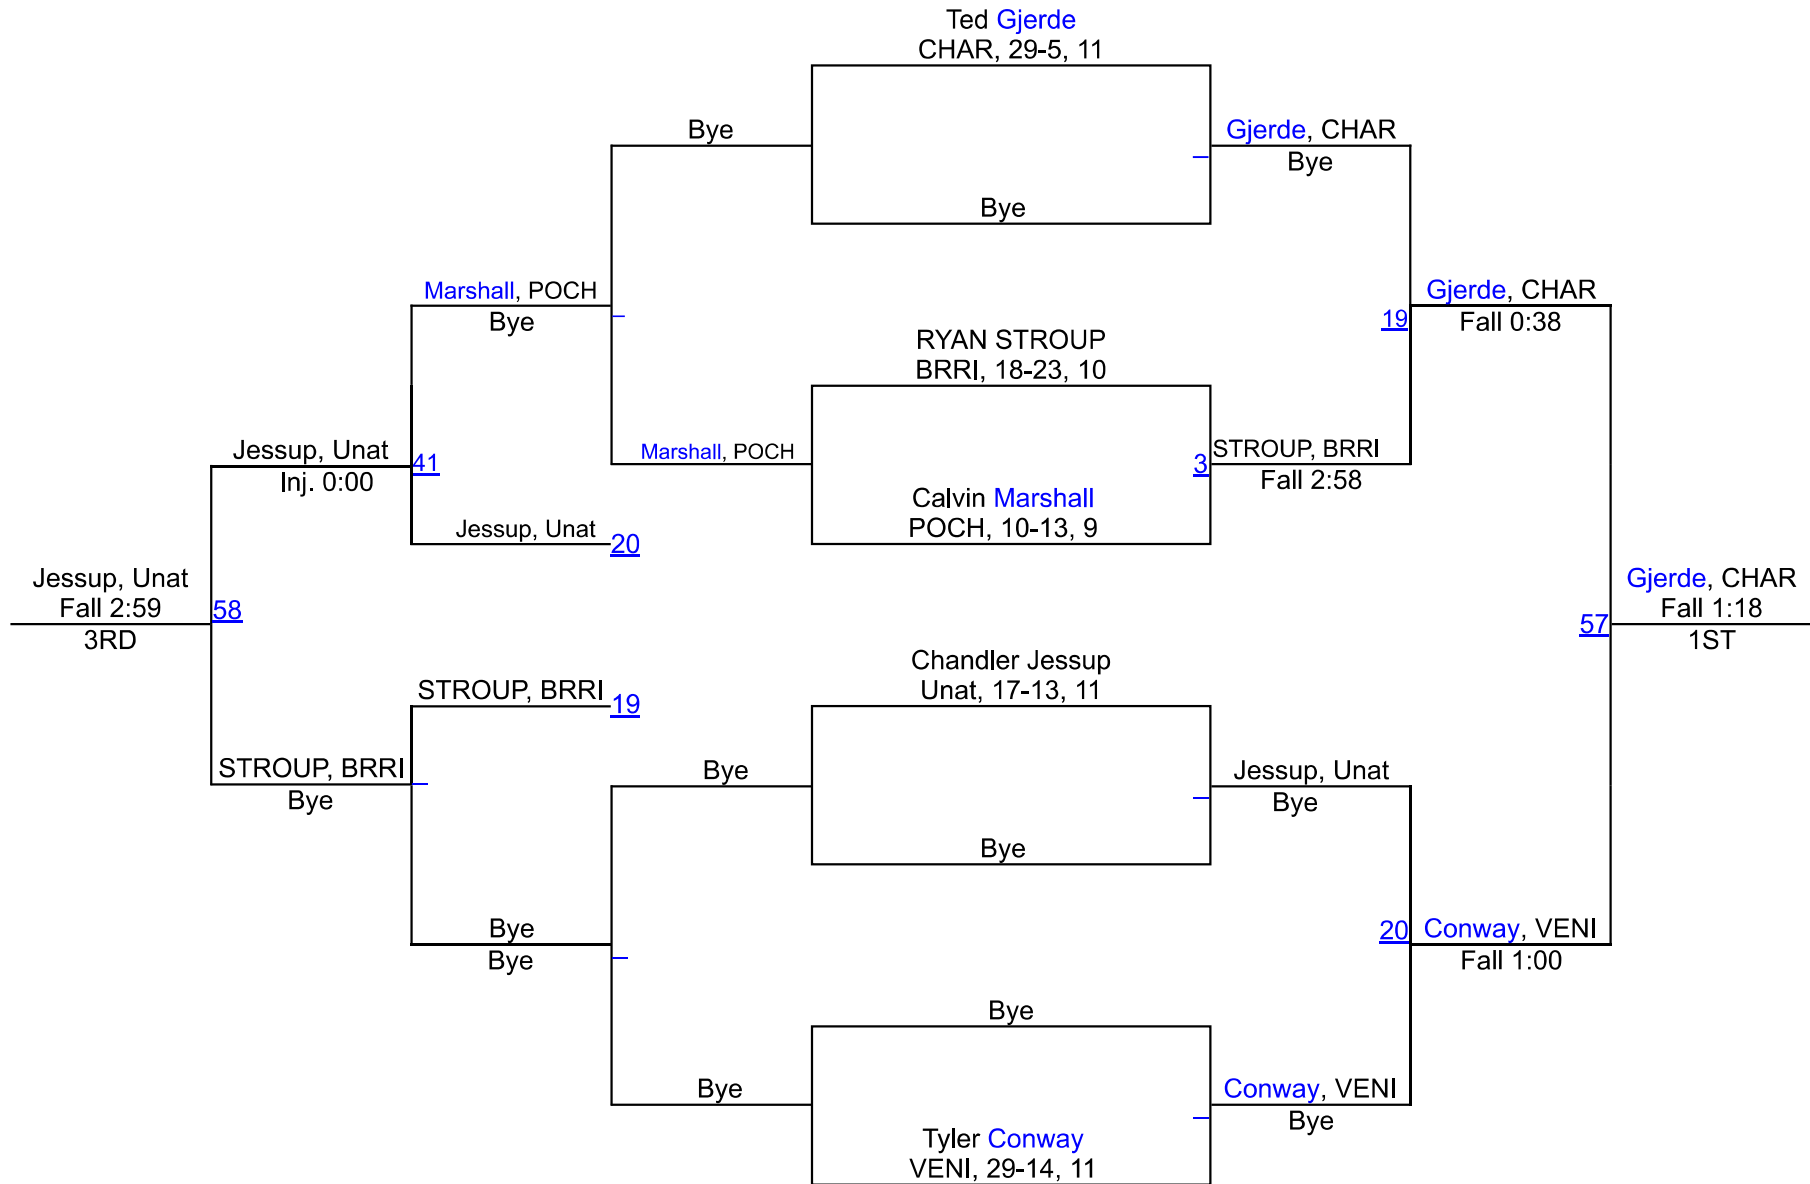 Ted Gjerde
CHAR, 29-5, 11
Bye
Gjerde, CHAR
Bye
Bye
Marshall, POCH
Bye
Gjerde, CHAR
19
Fall 0:38
RYAN STROUP
BRRI, 18-23, 10
Jessup, Unat
41
Inj. 0:00
Marshall, POCH
3
STROUP, BRRI
Fall 2:58
Calvin Marshall
POCH, 10-13, 9
Jessup, Unat
20
Jessup, Unat
Fall 2:59
58
3RD
Gjerde, CHAR
Fall 1:18
57
1ST
Chandler Jessup
Unat, 17-13, 11
STROUP, BRRI
19
STROUP, BRRI
Bye
Bye
Jessup, Unat
Bye
Bye
Bye
Bye
20
Conway, VENI
Fall 1:00
Bye
Bye
Conway, VENI
Bye
Tyler Conway
VENI, 29-14, 11